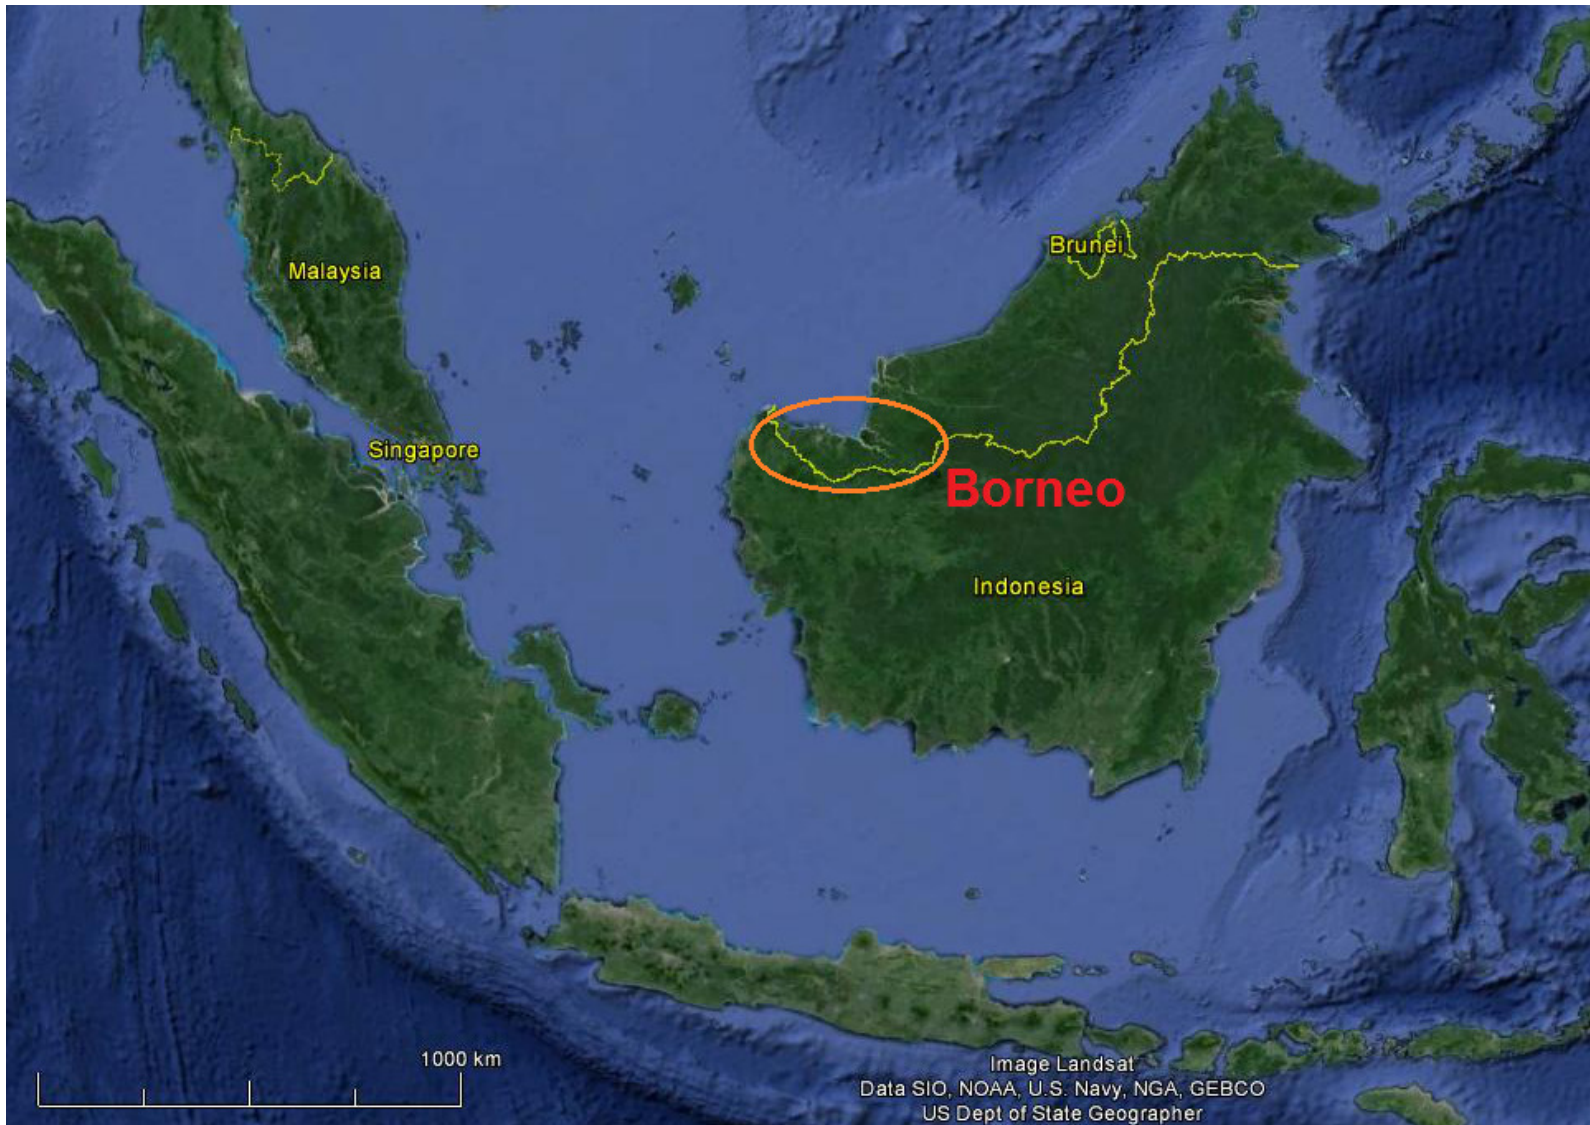 Brunei
Malaysia
Singapore
Borneo
Indonesia
1000 km
Image Landsat
Data SIO, NOAA, U.S. Navy, NGA, GEBCO
US Dept of State Geographer